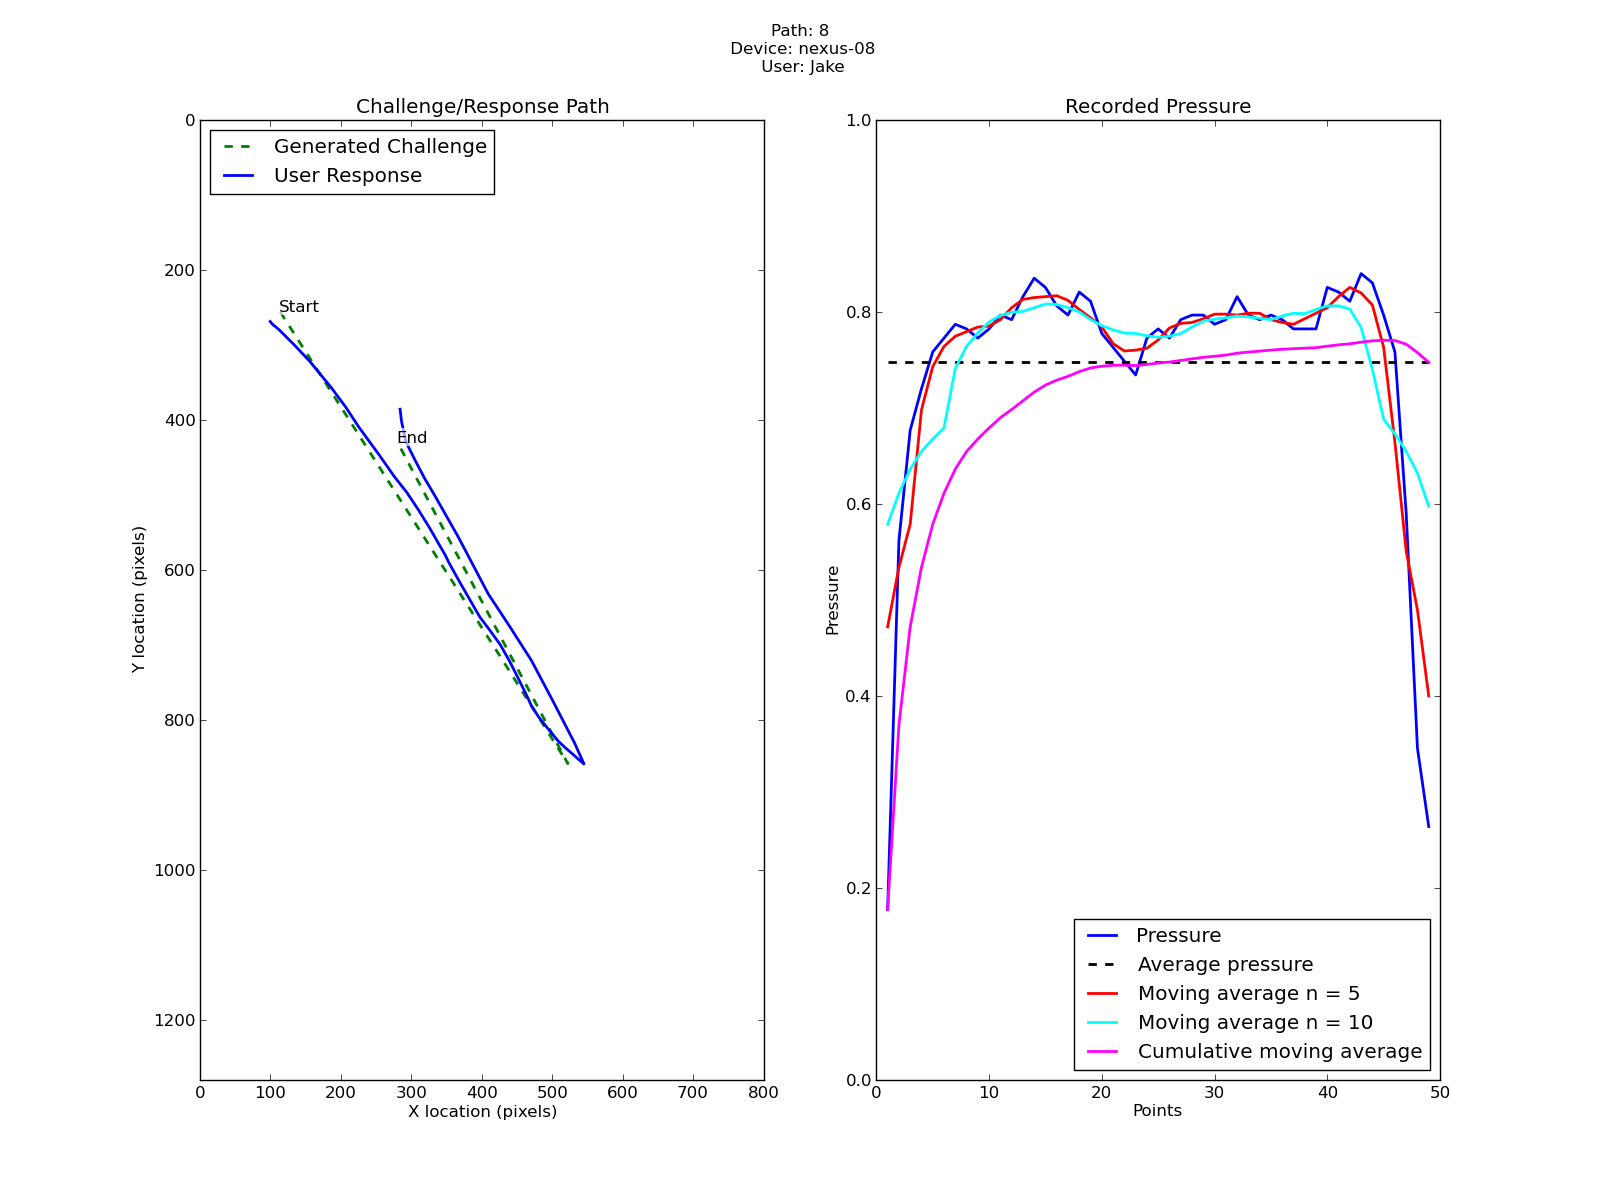 Path: 8
Device: nexus-08
User: Jake
Challenge/Response Path
0
200
400
600
800
1000
1200
Y location (pixels)
Generated Challenge
User Response
Start
End
0 100 200 300 400 500 600 700 800
X location (pixels)
Recorded Pressure
1.0
0.8
0.6
0.4
0.2
0.0
Pressure
Pressure
Average pressure
Moving average n = 5
Moving average n = 10
Cumulative moving average
0 10 20 30 40 50
Points